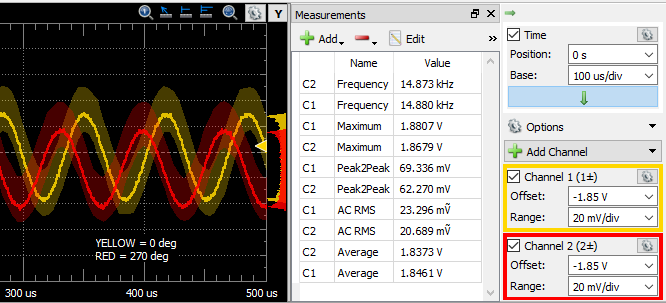 Y
YELLOW = 0 deg
RED = 270 deg
300 us 400 us 500 us
Measurements
Add Edit »
Name Value
C2 Frequency 14.873 kHz
C1 Frequency 14.880 kHz
C1 Maximum 1.8807 V
C2 Maximum 1.8679 V
C1 Peak2Peak 69.336 mV
C2 Peak2Peak 62.270 mV
C1 AC RMS 23.296 mṼ
C2 AC RMS 20.689 mṼ
C2 Average 1.8373 V
C1 Average 1.8461 V
Time
Position: 0 s
Base: 100 us/div
Options
Add Channel
Channel 1 (1±)
Offset: -1.85 V
Range: 20 mV/div
Channel 2 (2±)
Offset: -1.85 V
Range: 20 mV/div